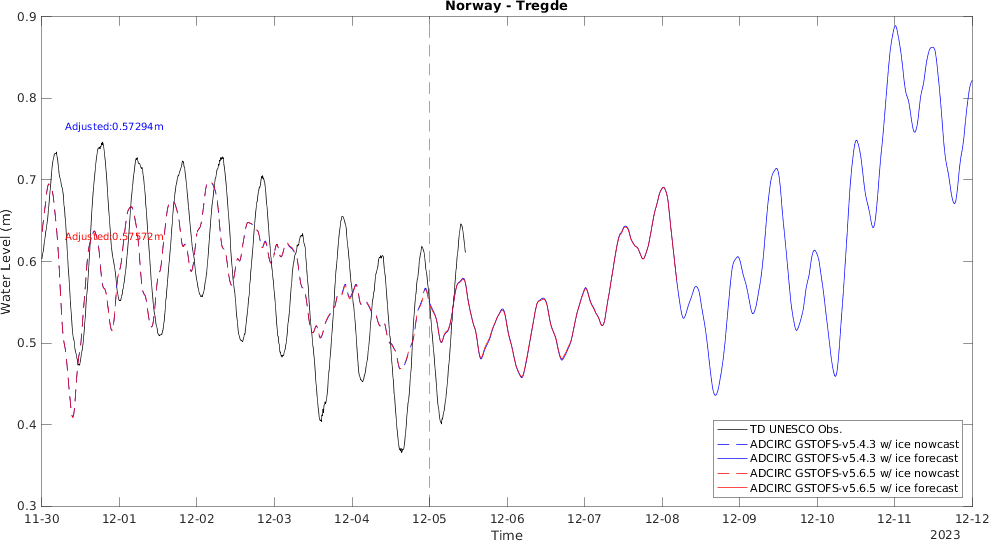 Norway - Tregde
Water Level (m)
0.9
0.8
0.7
0.6
0.5
0.4
0.3
Adjusted:0.57294m
Adjusted:0.57572m
TD UNESCO Obs.
ADCIRC GSTOFS-v5.4.3 w/ ice nowcast
ADCIRC GSTOFS-v5.4.3 w/ ice forecast
ADCIRC GSTOFS-v5.6.5 w/ ice nowcast
ADCIRC GSTOFS-v5.6.5 w/ ice forecast
11-30 12-01 12-02 12-03 12-04 12-05 12-06 12-07 12-08 12-09 12-10 12-11 12-12
Time
2023